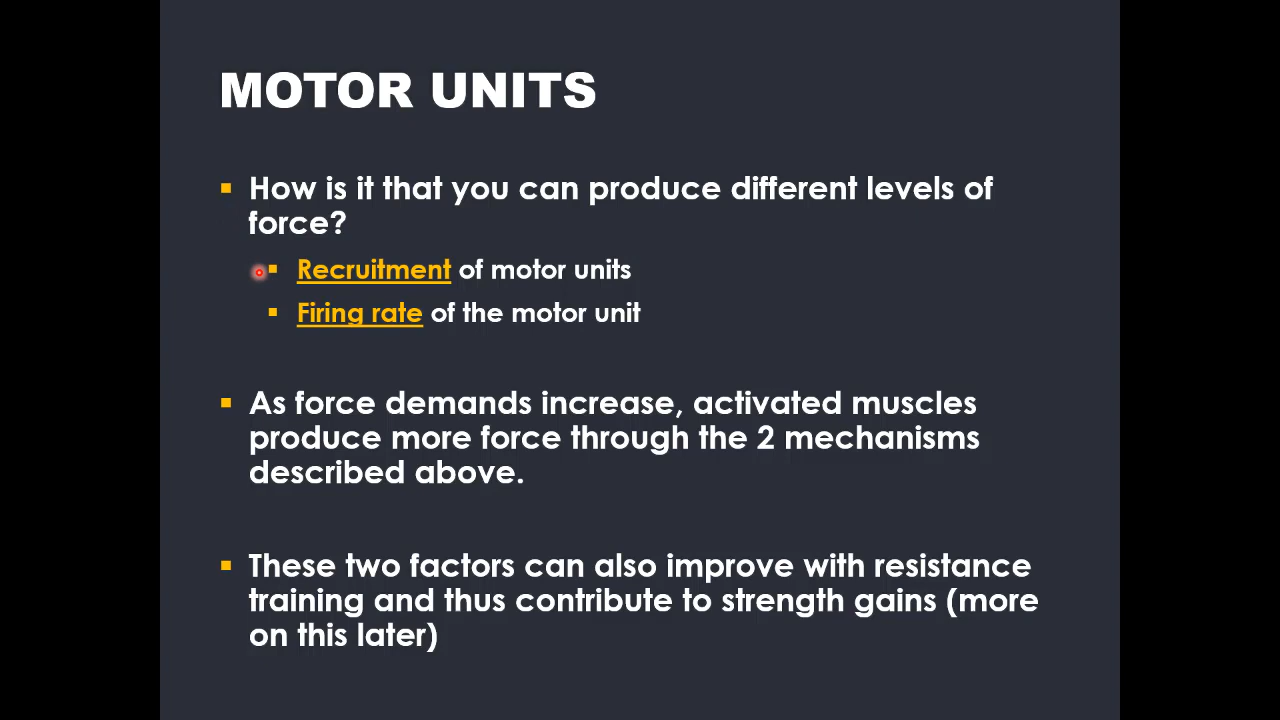 MOTOR UNITS
How is it that you can produce different levels of
force?
Recruitment of motor units
Firing rate of the motor unit
As force demands increase, activated muscles
produce more force through the 2 mechanisms
described above.
These two factors can also improve with resistance
training and thus contribute to strength gains (more
on this later)